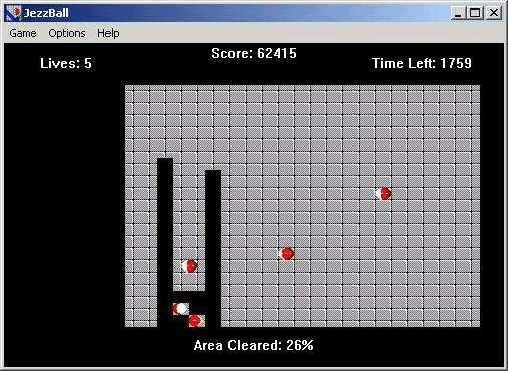 JezzBall
Game Options Help
Score: 62415
Lives: 5 Time Left: 1759
Area Cleared: 26%